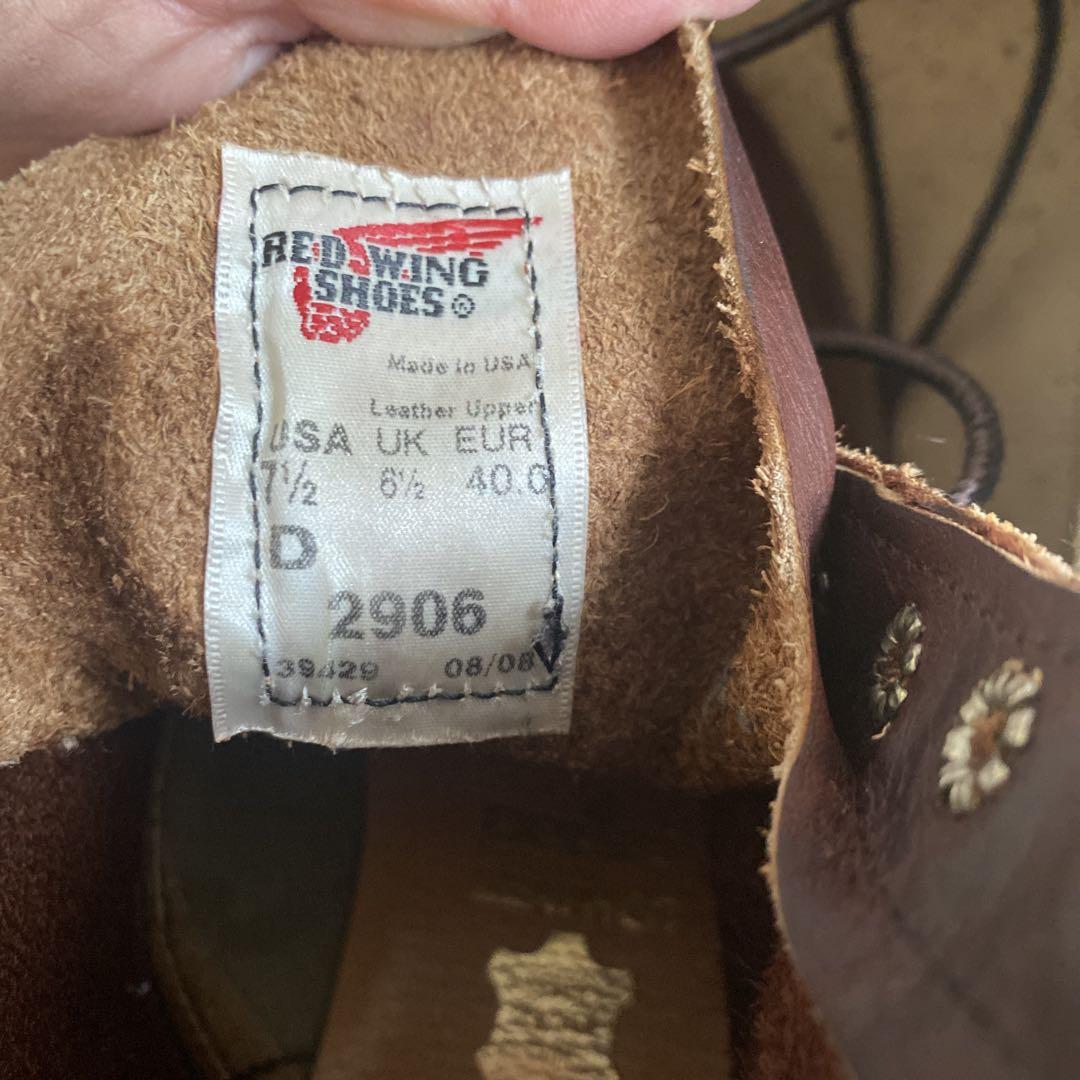 RED WING
SHOES®
Made in USA
Leather Upper
USA UK EUR
7½ 6½ 40.0
D
2906
39429 08/08